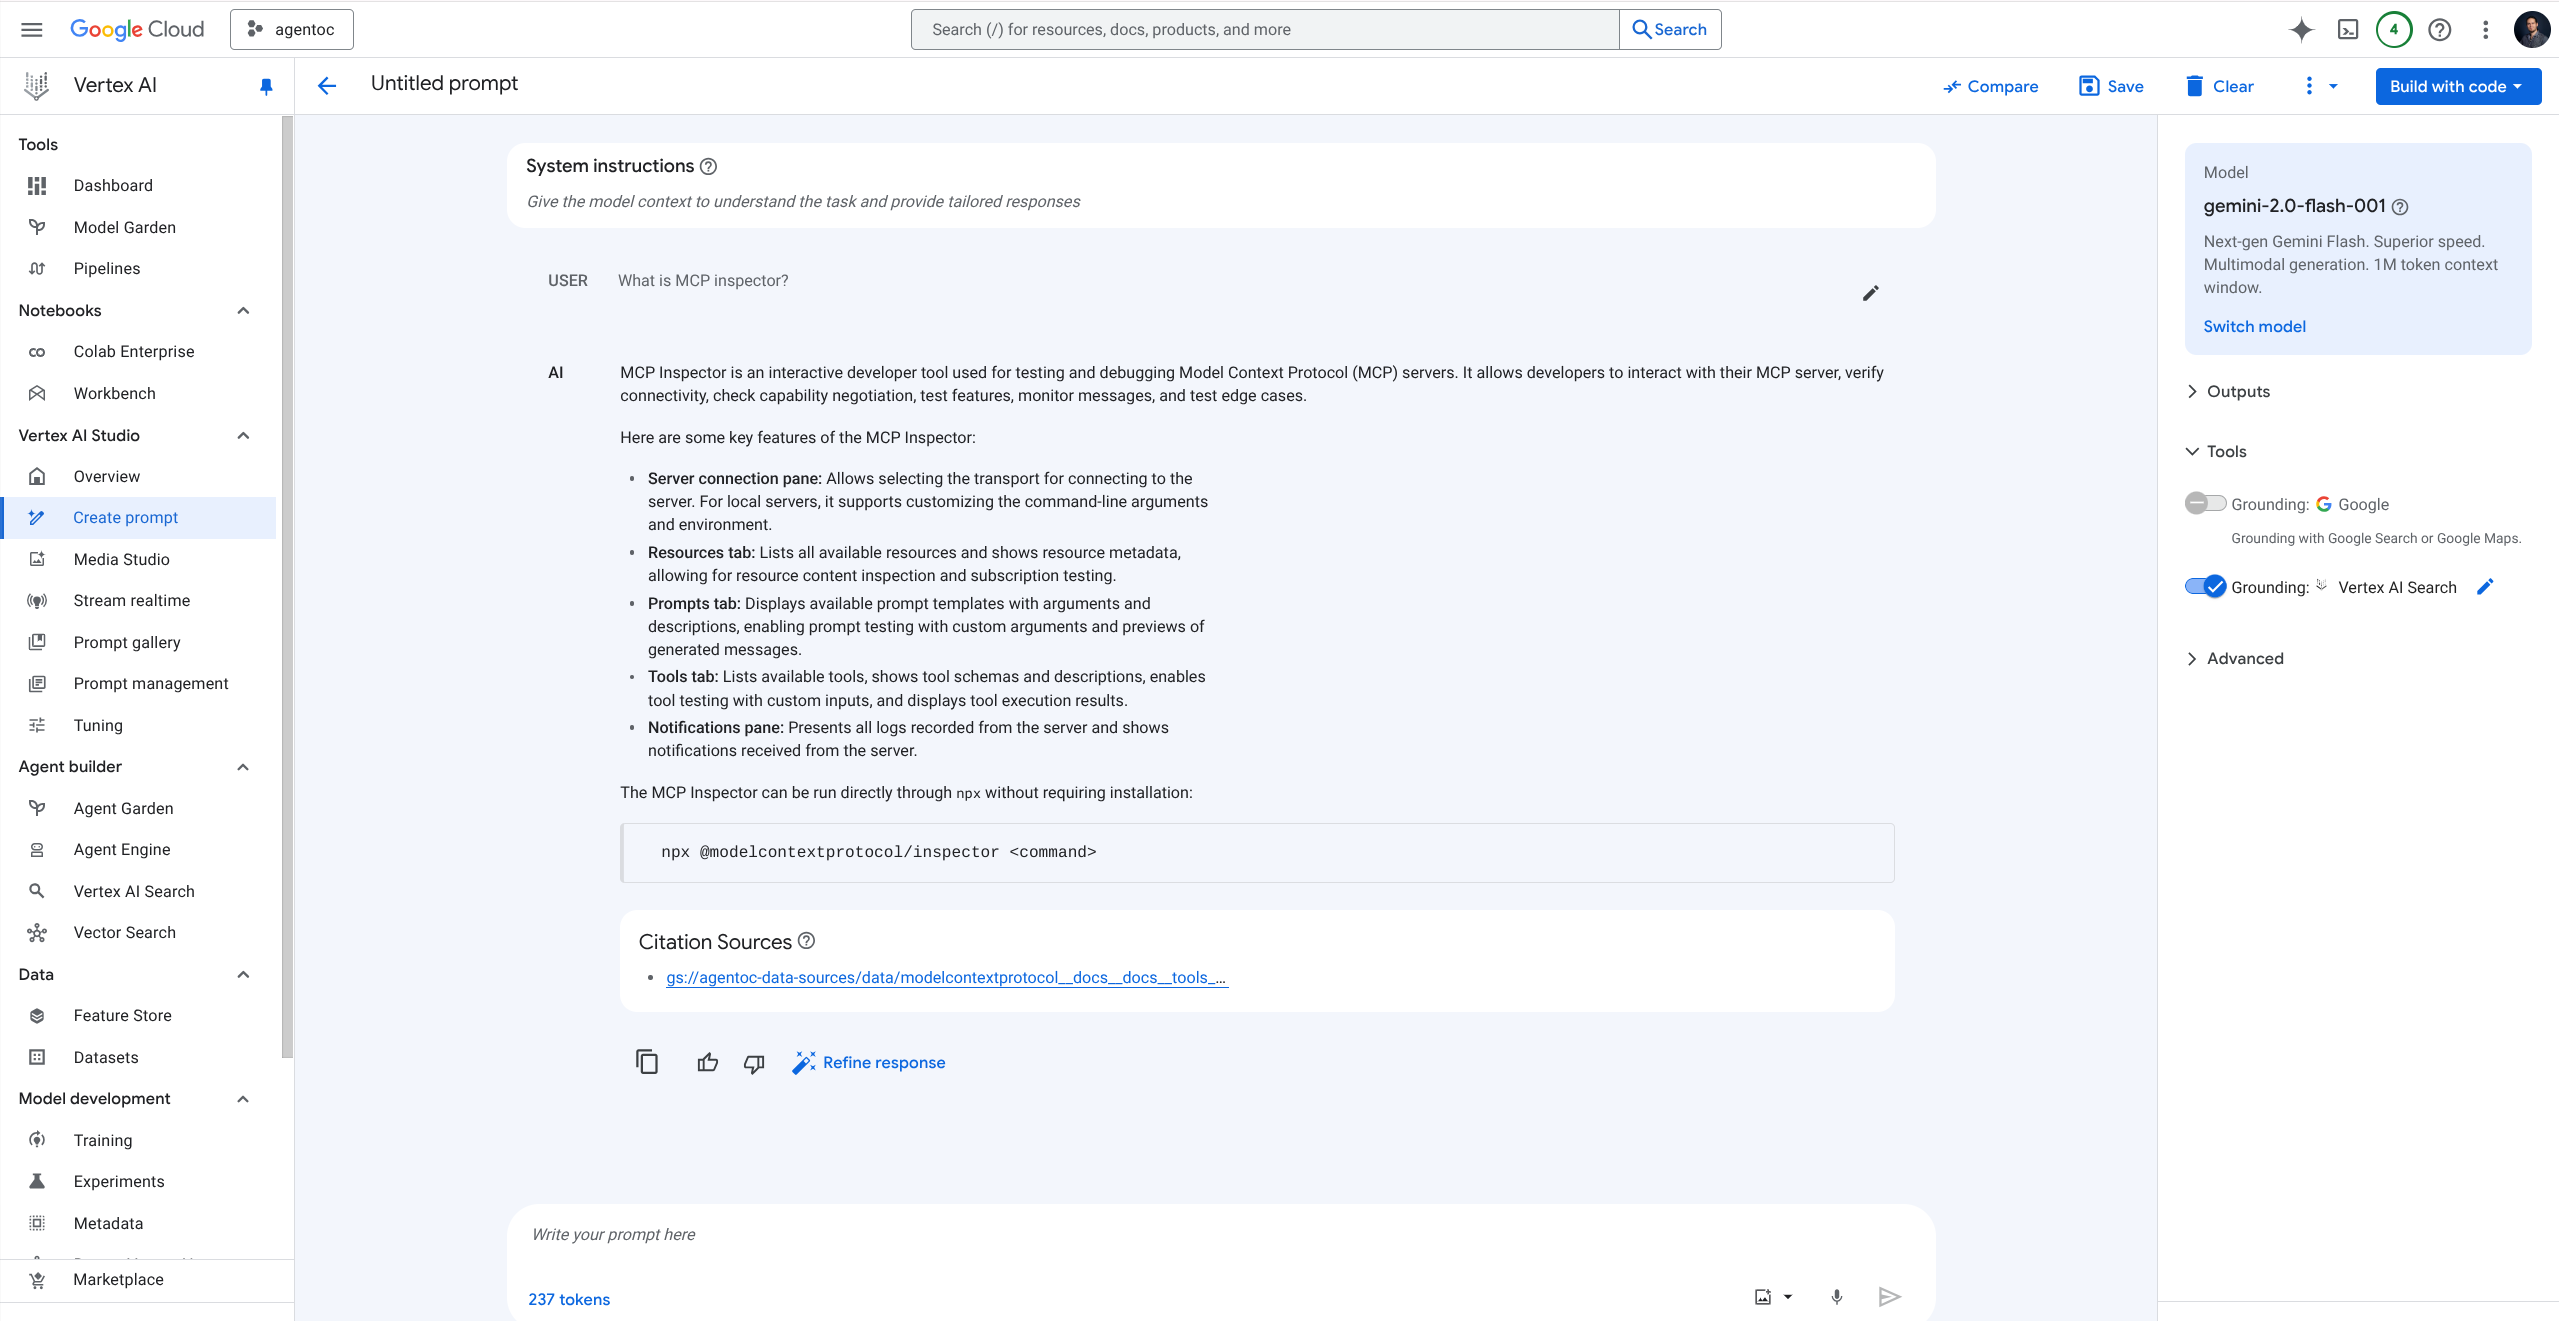 Google Cloud
agentoc
Search (/) for resources, docs, products, and more
Search
4
Vertex AI
Untitled prompt
Compare
Save
Clear
Build with code
Tools
Dashboard
Model Garden
Pipelines
Notebooks
Colab Enterprise
Workbench
Vertex AI Studio
Overview
Create prompt
Media Studio
Stream realtime
Prompt gallery
Prompt management
Tuning
Agent builder
Agent Garden
Agent Engine
Vertex AI Search
Vector Search
Data
Feature Store
Datasets
Model development
Training
Experiments
Metadata
Marketplace
System instructions
Give the model context to understand the task and provide tailored responses
USER What is MCP inspector?
AI MCP Inspector is an interactive developer tool used for testing and debugging Model Context Protocol (MCP) servers. It allows developers to interact with their MCP server, verify
connectivity, check capability negotiation, test features, monitor messages, and test edge cases.
Here are some key features of the MCP Inspector:
• Server connection pane: Allows selecting the transport for connecting to the
server. For local servers, it supports customizing the command-line arguments
and environment.
• Resources tab: Lists all available resources and shows resource metadata,
allowing for resource content inspection and subscription testing.
• Prompts tab: Displays available prompt templates with arguments and
descriptions, enabling prompt testing with custom arguments and previews of
generated messages.
• Tools tab: Lists available tools, shows tool schemas and descriptions, enables
tool testing with custom inputs, and displays tool execution results.
• Notifications pane: Presents all logs recorded from the server and shows
notifications received from the server.
The MCP Inspector can be run directly through npx without requiring installation:
npx @modelcontextprotocol/inspector <command>
Citation Sources
• gs://agentoc-data-sources/data/modelcontextprotocol__docs__docs__tools_...
Refine response
Write your prompt here
237 tokens
Model
gemini-2.0-flash-001
Next-gen Gemini Flash. Superior speed.
Multimodal generation. 1M token context
window.
Switch model
Outputs
Tools
Grounding: Google
Grounding with Google Search or Google Maps.
Grounding: Vertex AI Search
Advanced